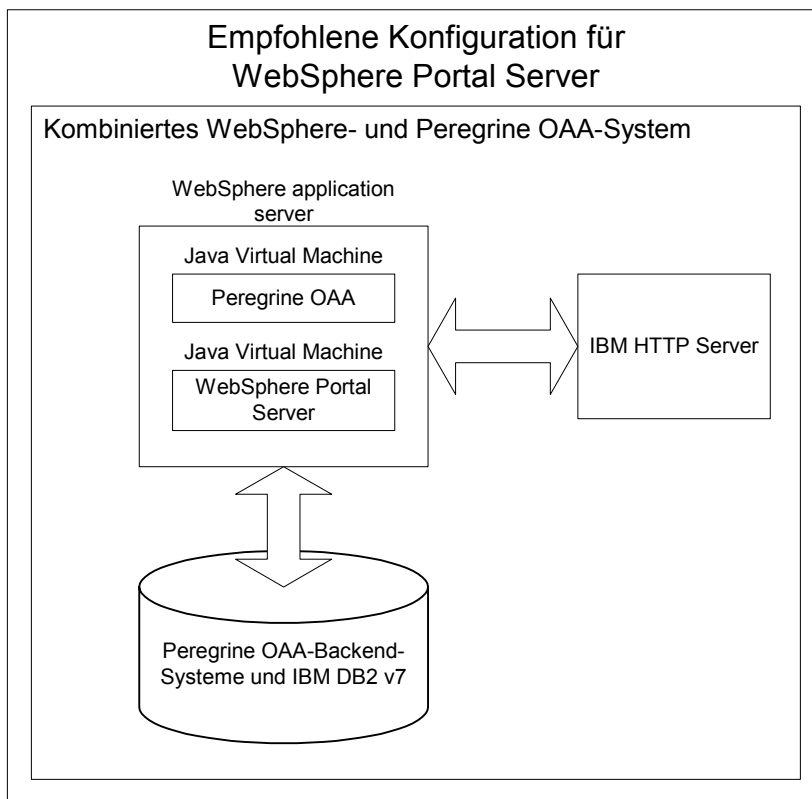 Empfohlene Konfiguration für
WebSphere Portal Server
Kombiniertes WebSphere- und Peregrine OAA-System
WebSphere application
server
Java Virtual Machine
Peregrine OAA
Java Virtual Machine
WebSphere Portal
Server
IBM HTTP Server
Peregrine OAA-Backend-
Systeme und IBM DB2 v7